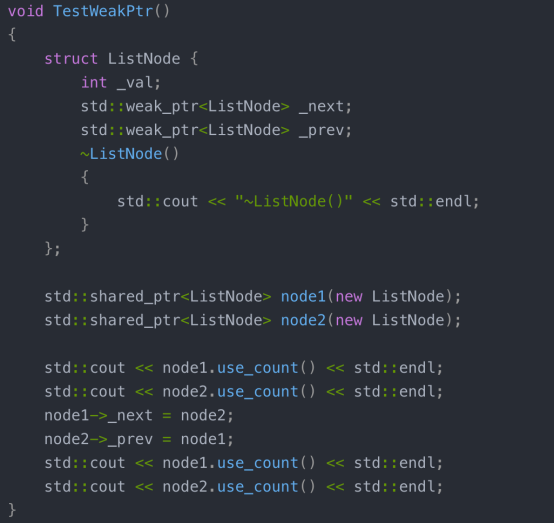 void TestWeakPtr()
{
    struct ListNode {
        int _val;
        std::weak_ptr<ListNode> _next;
        std::weak_ptr<ListNode> _prev;
        ~ListNode()
        {
            std::cout << "~ListNode()" << std::endl;
        }
    };

    std::shared_ptr<ListNode> node1(new ListNode);
    std::shared_ptr<ListNode> node2(new ListNode);

    std::cout << node1.use_count() << std::endl;
    std::cout << node2.use_count() << std::endl;
    node1->_next = node2;
    node2->_prev = node1;
    std::cout << node1.use_count() << std::endl;
    std::cout << node2.use_count() << std::endl;
}